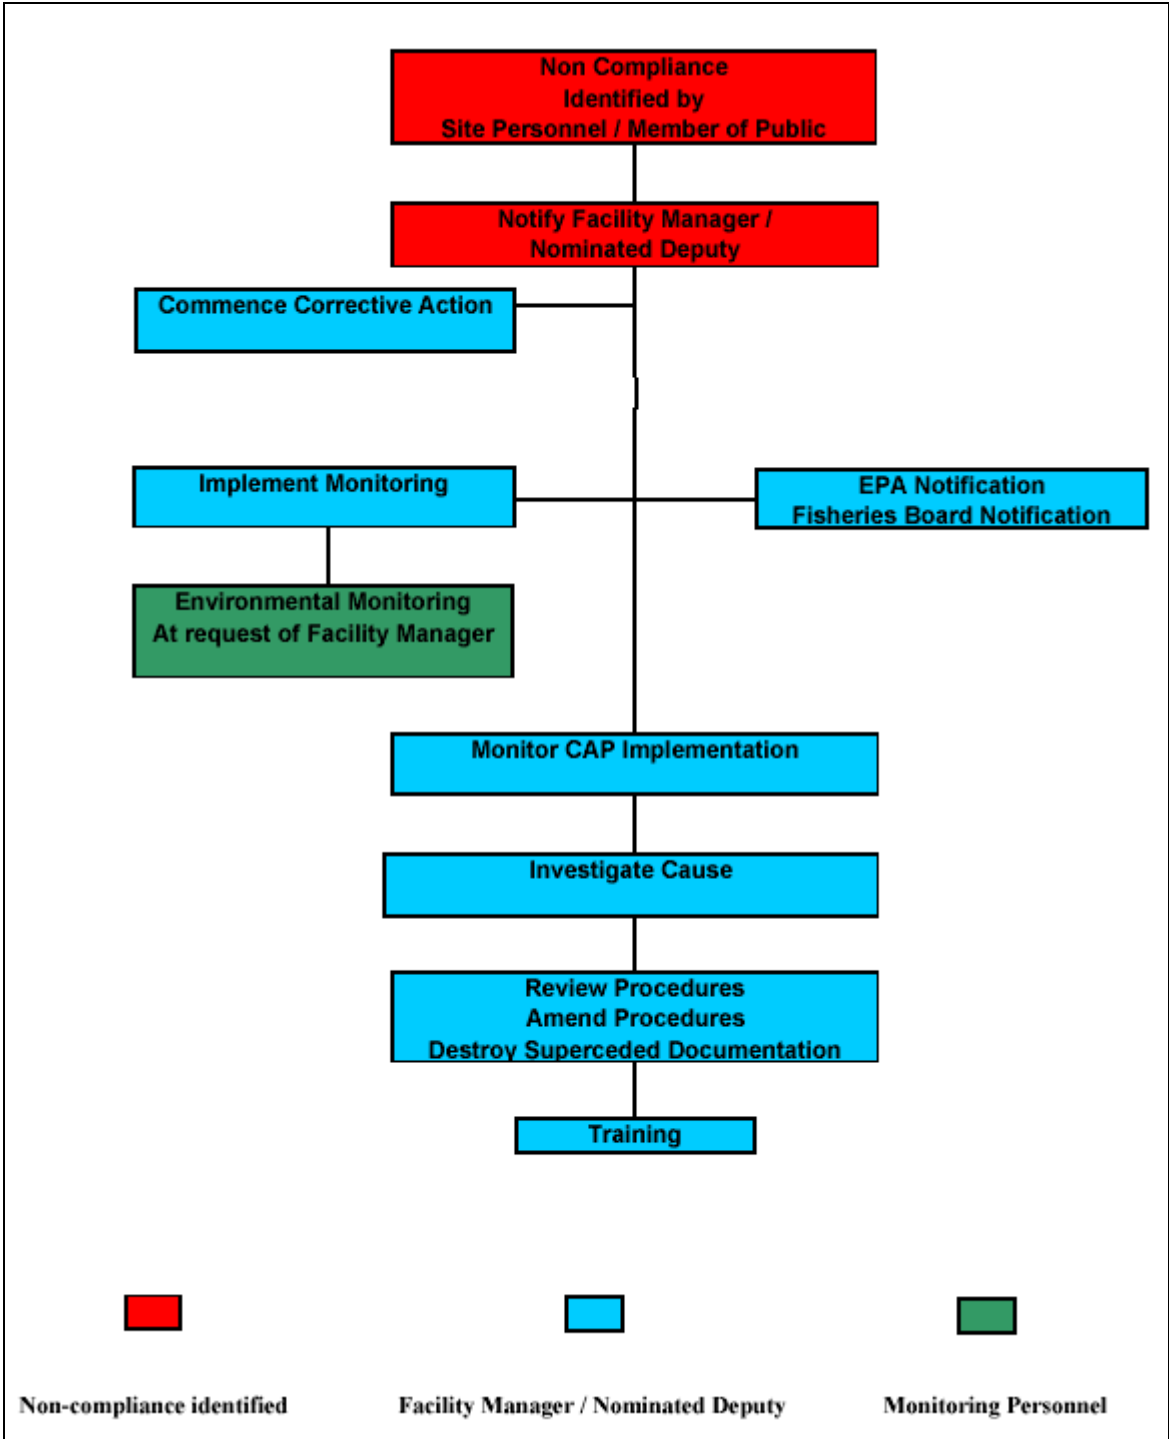 Non Compliance
Identified by
Site Personnel / Member of Public
Notify Facility Manager /
Nominated Deputy
Commence Corrective Action
Implement Monitoring
EPA Notification
Fisheries Board Notification
Environmental Monitoring
At request of Facility Manager
Monitor CAP Implementation
Investigate Cause
Review Procedures
Amend Procedures
Destroy Superceded Documentation
Training
Non-compliance identified
Facility Manager / Nominated Deputy
Monitoring Personnel